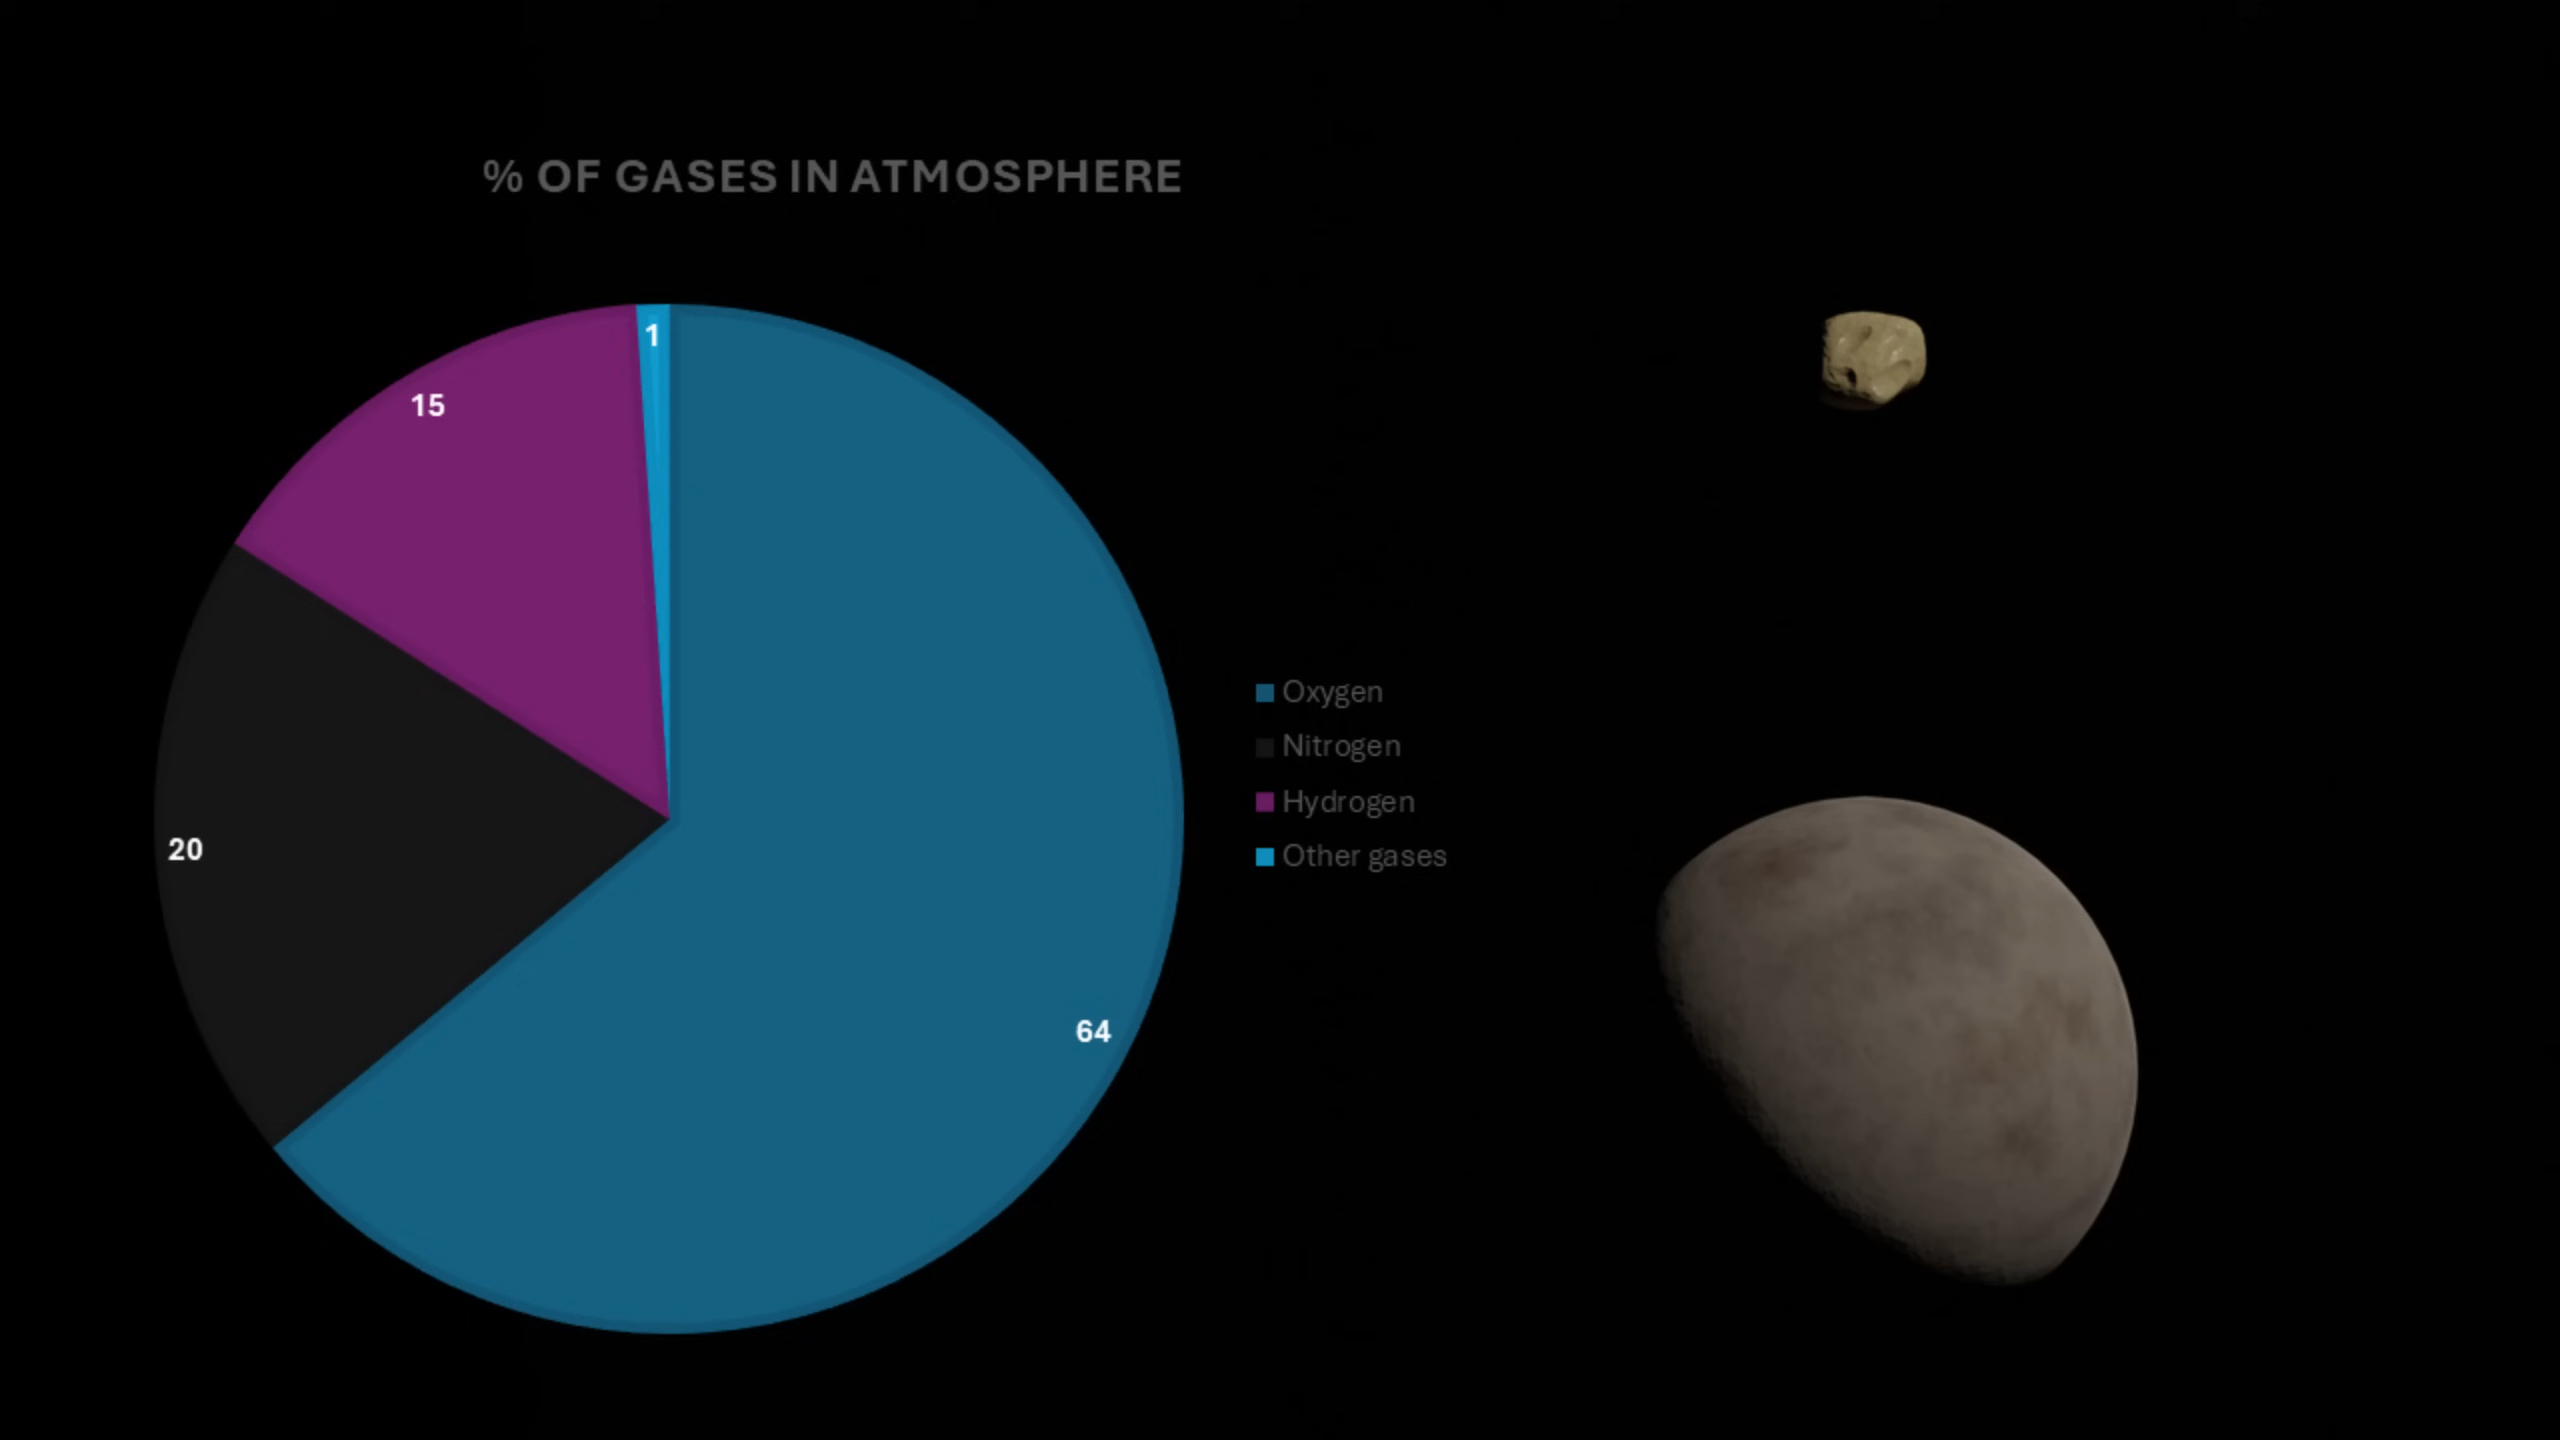 % OF GASES IN ATMOSPHERE
1
15
20
64
Oxygen
Nitrogen
Hydrogen
Other gases